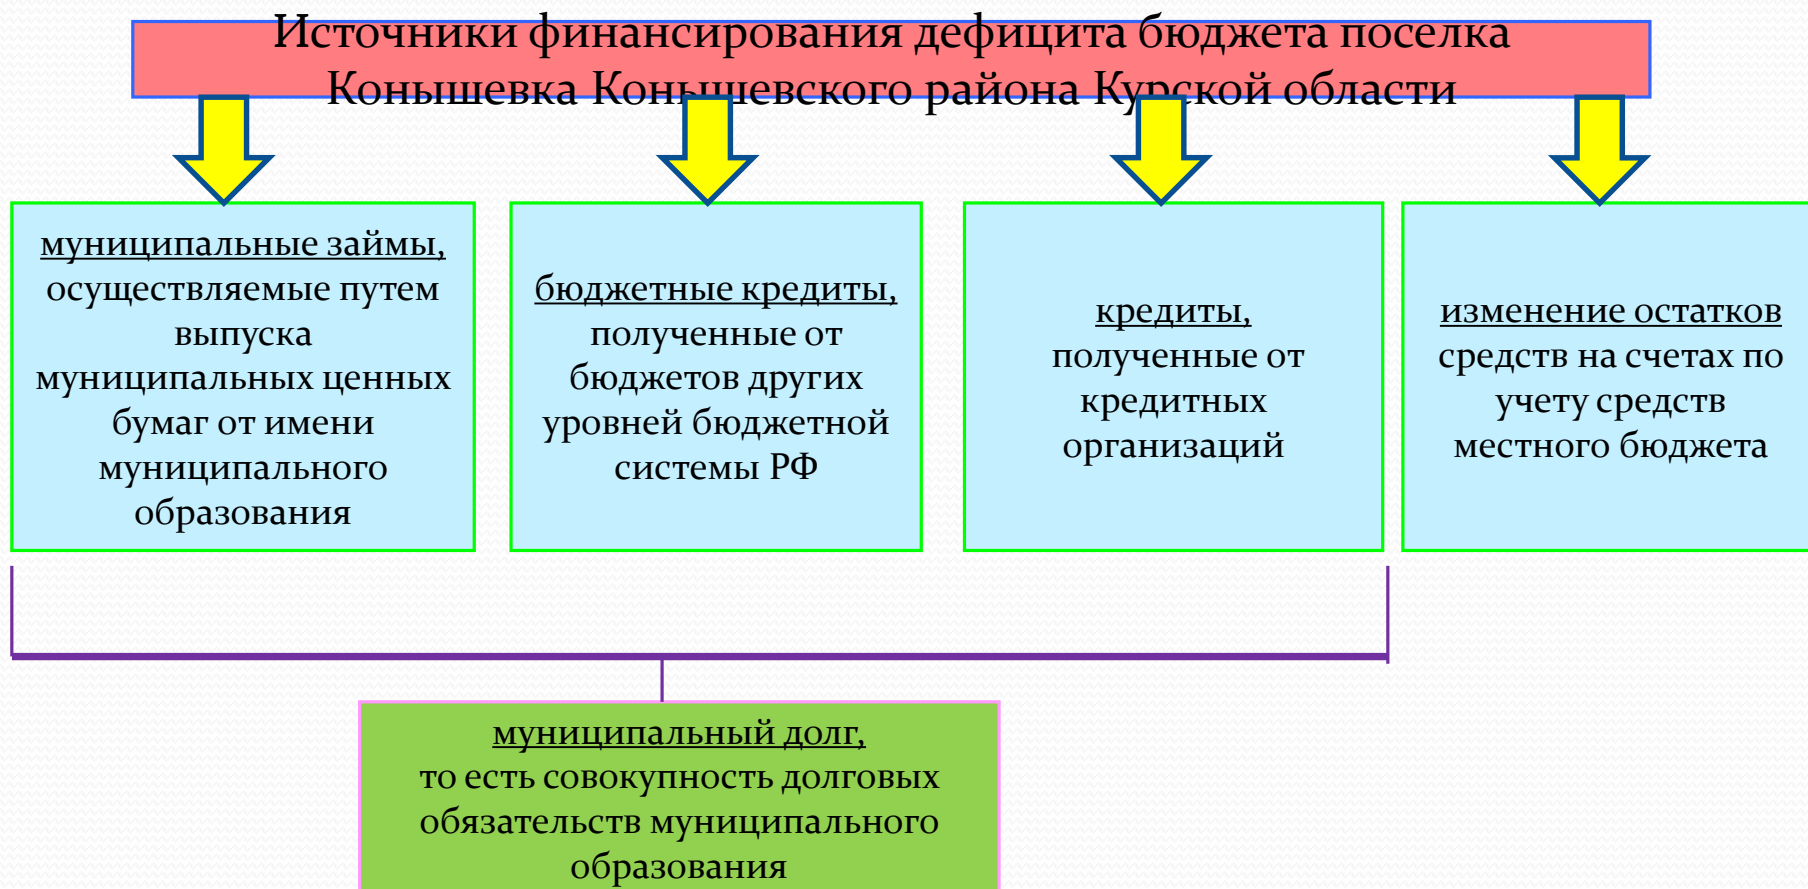 Источники финансирования дефицита бюджета поселка
Конышевка Конышевского района Курской области
муниципальные займы,
осуществляемые путем
выпуска
муниципальных ценных
бумаг от имени
муниципального
образования
бюджетные кредиты,
полученные от
бюджетов других
уровней бюджетной
системы РФ
кредиты,
полученные от
кредитных
организаций
изменение остатков
средств на счетах по
учету средств
местного бюджета
муниципальный долг,
то есть совокупность долговых
обязательств муниципального
образования